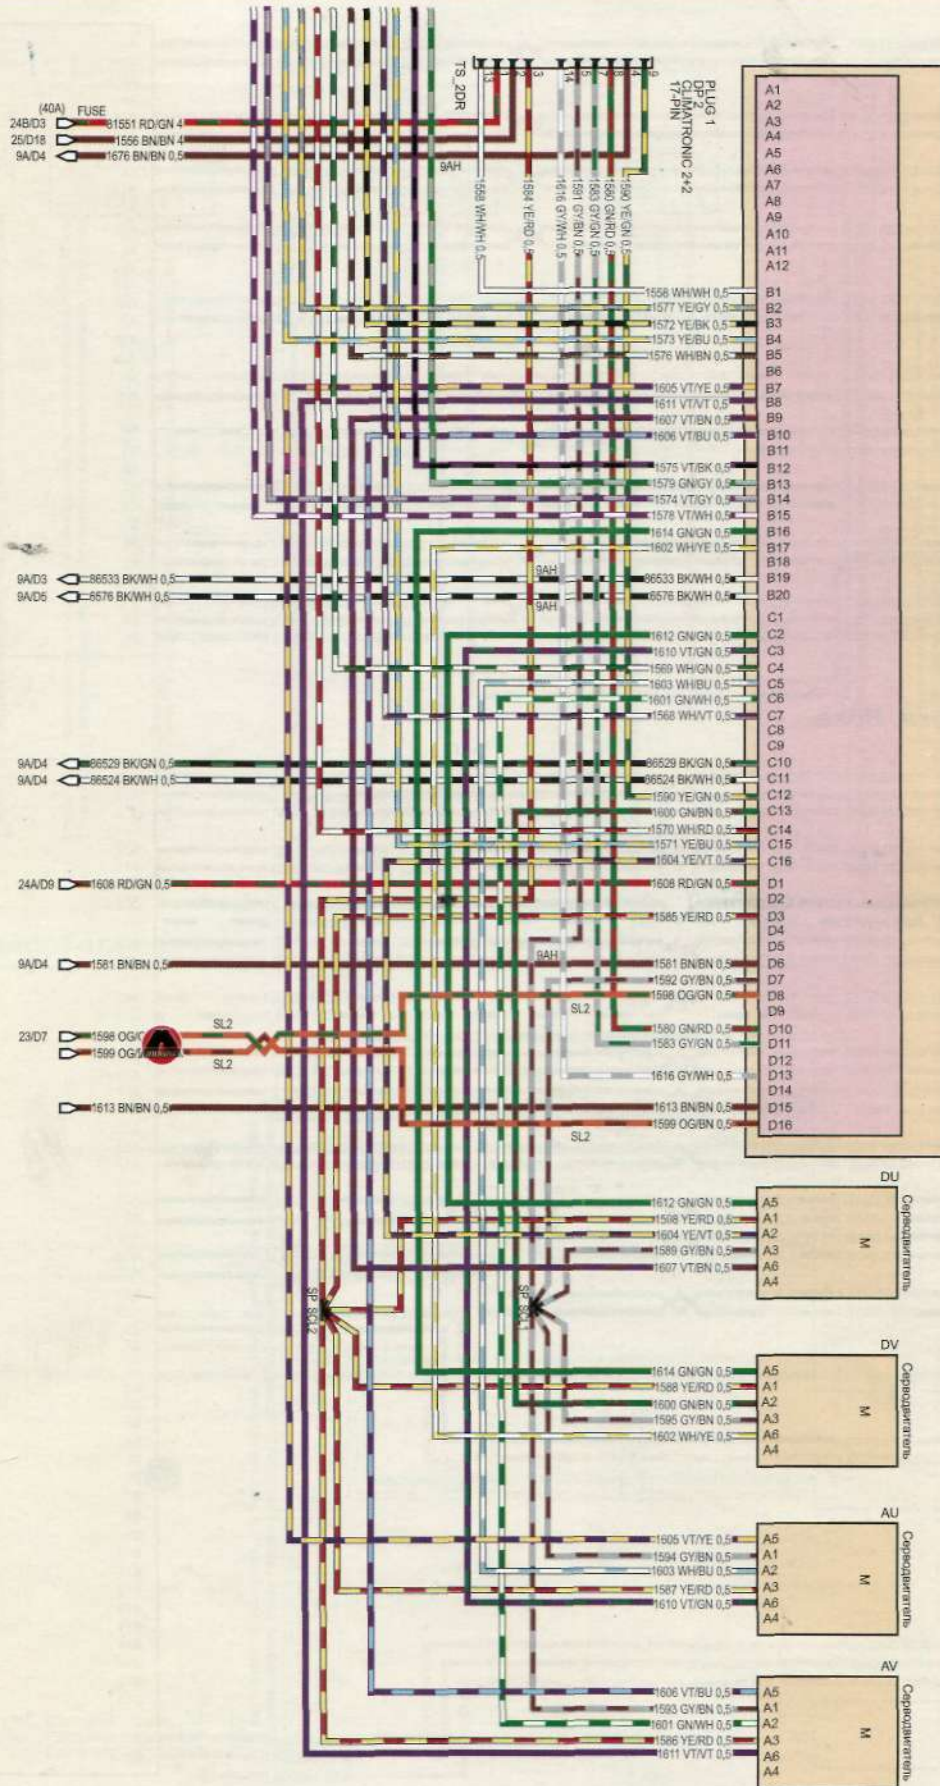 (40A) FUSE
24B/D3 81551 RD/GN 4
25/D18 1556 BN/BN 4
9A/D4 1676 BN/BN 0,5
9AH
TS_2DR
PLUG 1
DP 2
CLIMATRONIC 2+2
17-PIN
13 1 2 3 14 5 7 8 4 9
1558 WH/WH 0,5
1584 YE/RD 0,5
1616 GY/WH 0,5
1591 GY/BN 0,5
1583 GY/GN 0,5
1580 GN/RD 0,5
1590 YE/GN 0,5
A1
A2
A3
A4
A5
A6
A7
A8
A9
A10
A11
A12
1558 WH/WH 0,5 B1
1577 YE/GY 0,5 B2
1572 YE/BK 0,5 B3
1573 YE/BU 0,5 B4
1576 WH/BN 0,5 B5
B6
1605 VT/YE 0,5 B7
1611 VT/VT 0,5 B8
1607 VT/BN 0,5 B9
1606 VT/BU 0,5 B10
B11
1575 VT/BK 0,5 B12
1579 GN/GY 0,5 B13
1574 VT/GY 0,5 B14
1578 VT/WH 0,5 B15
1614 GN/GN 0,5 B16
1602 WH/YE 0,5 B17
B18
9A/D3 86533 BK/WH 0,5 9AH 86533 BK/WH 0,5 B19
9A/D5 6576 BK/WH 0,5 9AH 6576 BK/WH 0,5 B20
C1
1612 GN/GN 0,5 C2
1610 VT/GN 0,5 C3
1569 WH/GN 0,5 C4
1603 WH/BU 0,5 C5
1601 GN/WH 0,5 C6
1568 WH/VT 0,5 C7
C8
C9
9A/D4 86529 BK/GN 0,5 86529 BK/GN 0,5 C10
9A/D4 86524 BK/WH 0,5 86524 BK/WH 0,5 C11
1590 YE/GN 0,5 C12
1600 GN/BN 0,5 C13
1570 WH/RD 0,5 C14
1571 YE/BU 0,5 C15
1604 YE/VT 0,5 C16
24A/D9 1608 RD/GN 0,5 1608 RD/GN 0,5 D1
D2
1585 YE/RD 0,5 D3
D4
D5
9A/D4 1581 BN/BN 0,5 9AH 1581 BN/BN 0,5 D6
1592 GY/BN 0,5 D7
1598 OG/GN 0,5 D8
SL2
D9
23/D7 1598 OG/ SL2
1599 OG/ SL2
1580 GN/RD 0,5 D10
1583 GY/GN 0,5 D11
D12
1616 GY/WH 0,5 D13
D14
1613 BN/BN 0,5 1613 BN/BN 0,5 D15
1599 OG/BN 0,5 D16
SL2
DU
1612 GN/GN 0,5 A5
1598 YE/RD 0,5 A1
1604 YE/VT 0,5 A2
1589 GY/BN 0,5 A3
1607 VT/BN 0,5 A6
A4
M
Серводвигатель
SP_SCL2
SP_SCL1
DV
1614 GN/GN 0,5 A5
1588 YE/RD 0,5 A1
1600 GN/BN 0,5 A2
1595 GY/BN 0,5 A3
1602 WH/YE 0,5 A6
A4
M
Серводвигатель
AU
1605 VT/YE 0,5 A5
1594 GY/BN 0,5 A1
1603 WH/BU 0,5 A2
1587 YE/RD 0,5 A3
1610 VT/GN 0,5 A6
A4
M
Серводвигатель
AV
1606 VT/BU 0,5 A5
1593 GY/BN 0,5 A1
1601 GN/WH 0,5 A2
1586 YE/RD 0,5 A3
1611 VT/VT 0,5 A6
A4
M
Серводвигатель